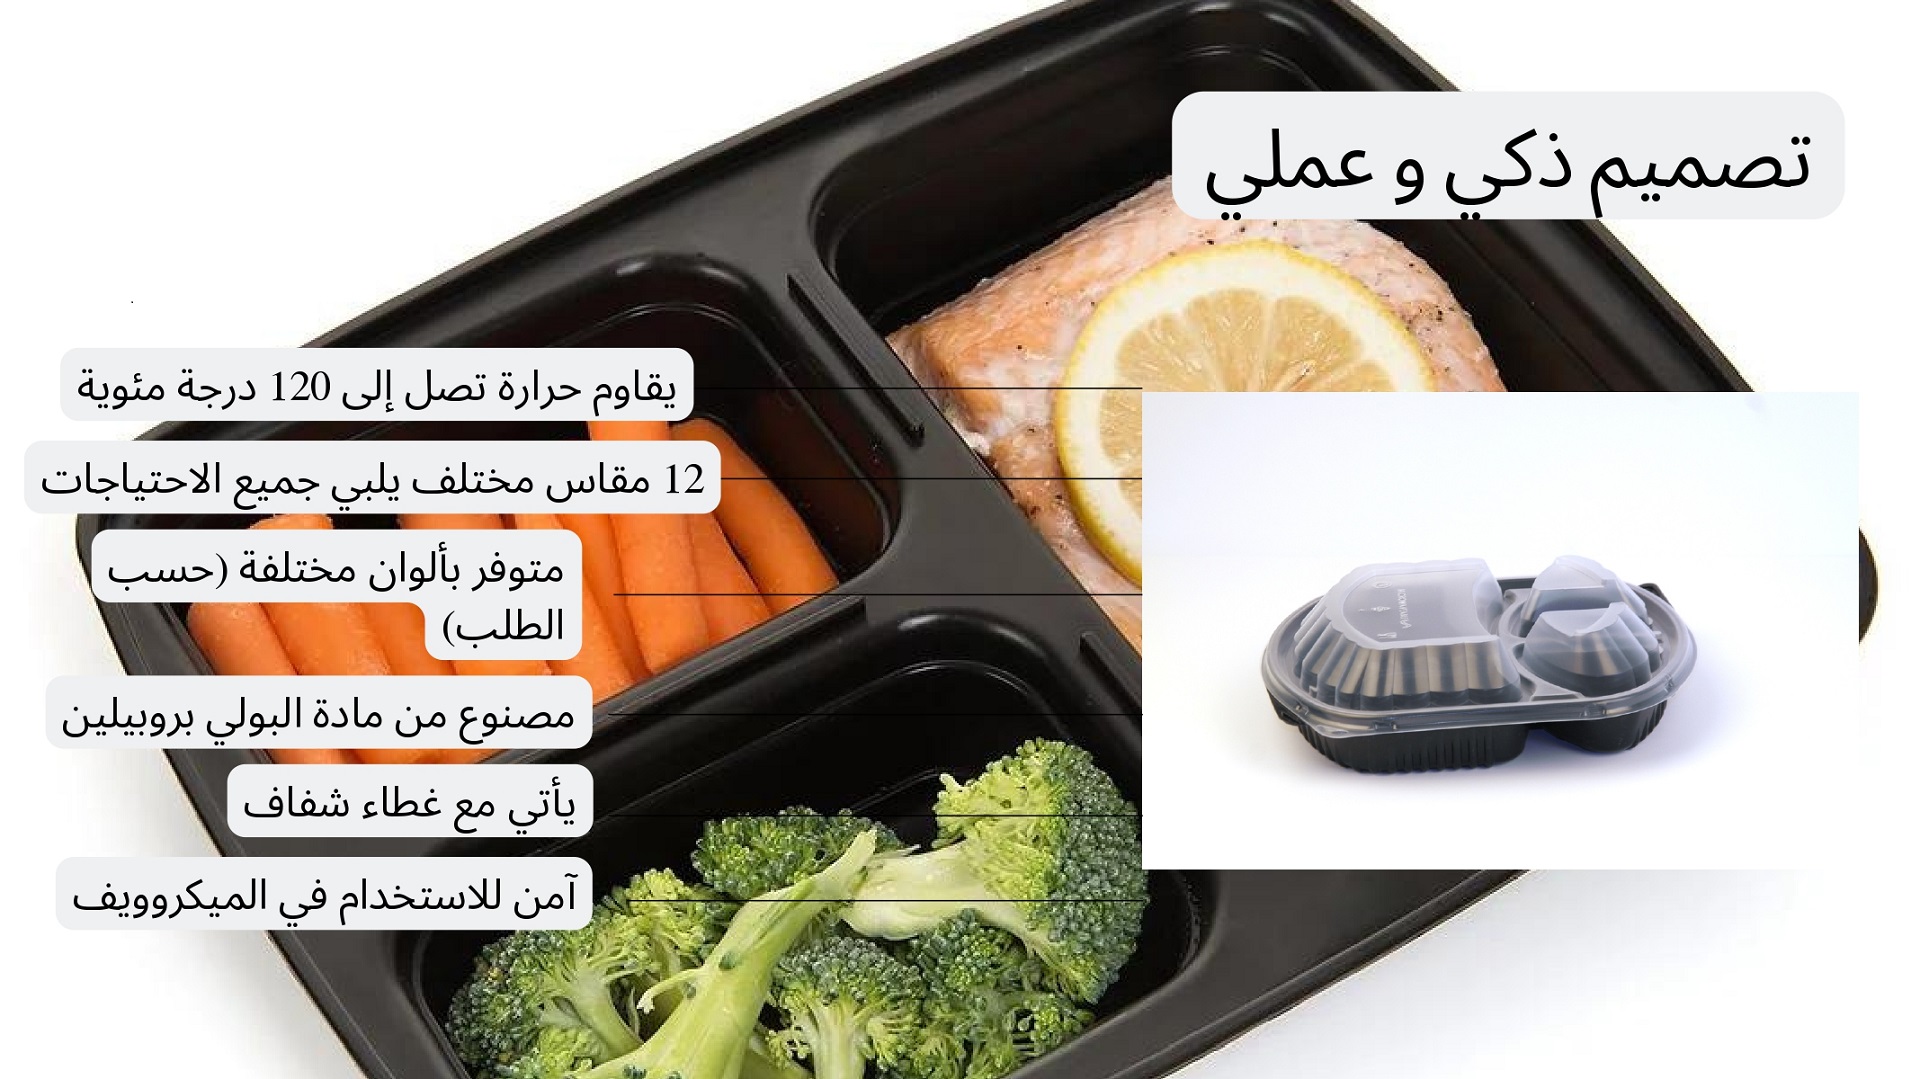 تصميم ذكي و عملي
يقاوم حرارة تصل إلى 120 درجة مئوية
12 مقاس مختلف يلبي جميع الاحتياجات
متوفر بألوان مختلفة (حسب
الطلب)
مصنوع من مادة البولي بروبيلين
يأتي مع غطاء شفاف
آمن للاستخدام في الميكروويف